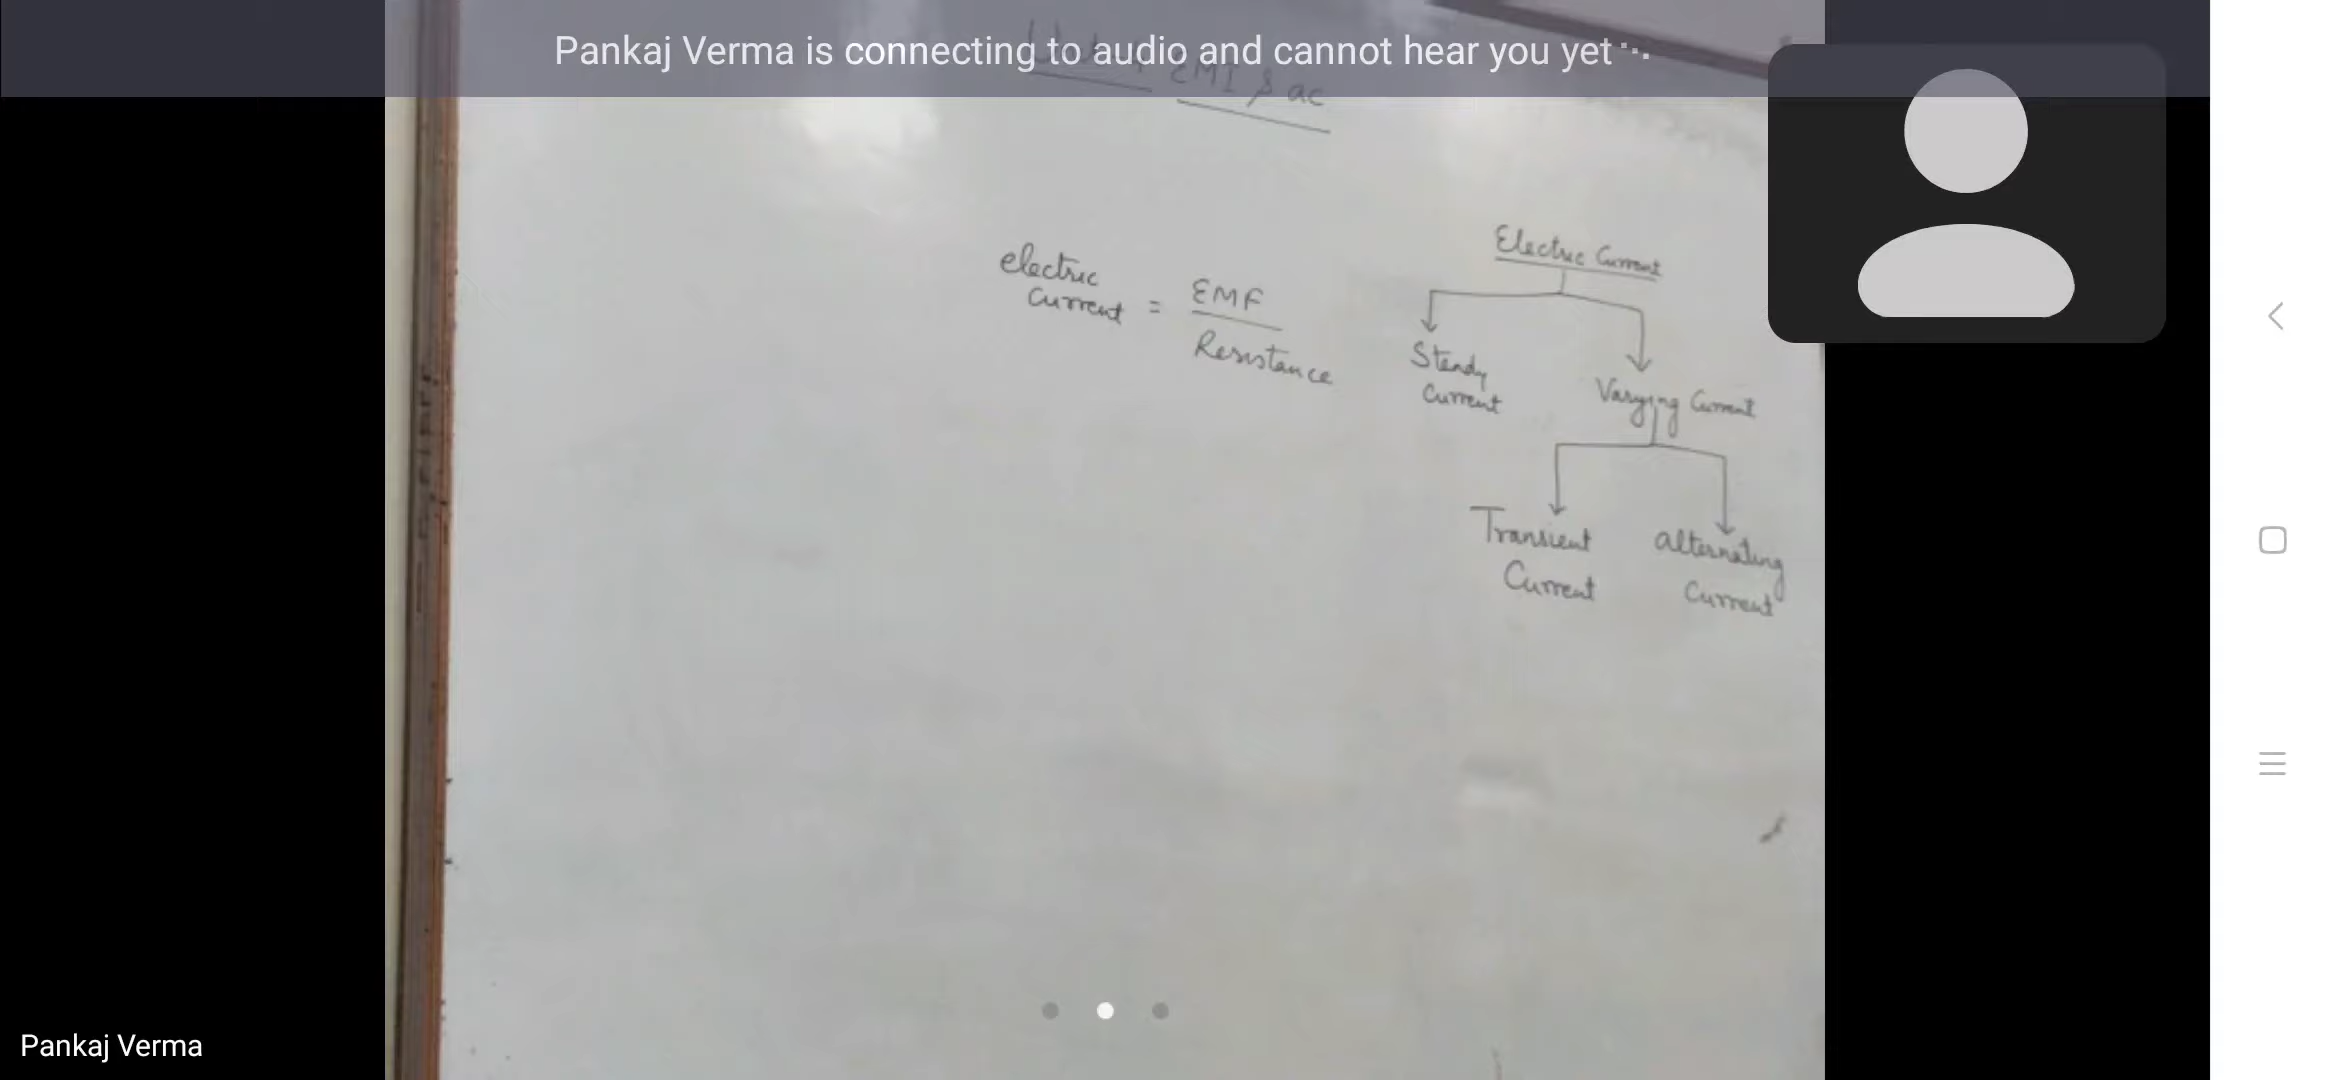 Pankaj Verma is connecting to audio and cannot hear you yet
EMI & ac
electric
Current = EMF
Resistance
Electric Current
Steady
Current
Varying Current
Transient
Current
alternating
Current
Pankaj Verma